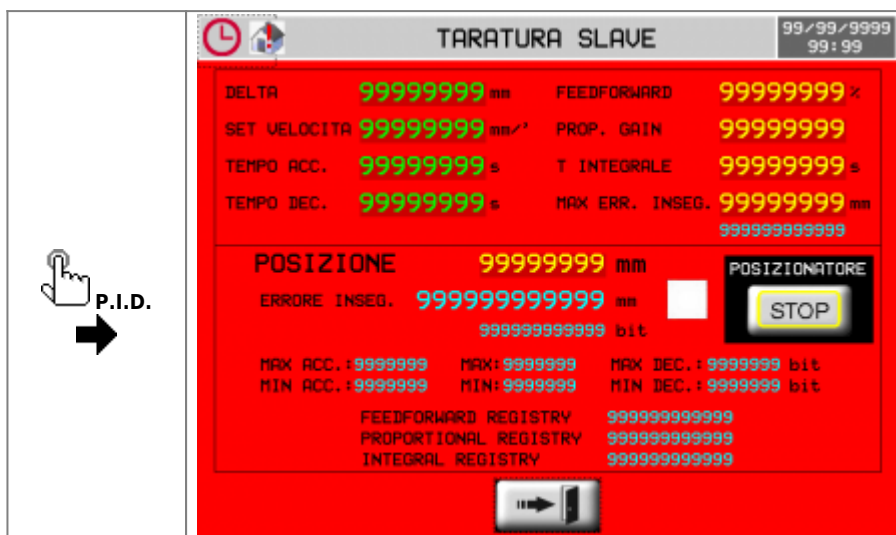 TARATURA SLAVE 99/99/9999
99:99
DELTA 99999999 mm FEEDFORWARD 99999999 %
SET VELOCITA 99999999 mm/' PROP. GAIN 99999999
TEMPO ACC. 99999999 s T INTEGRALE 99999999 s
TEMPO DEC. 99999999 s MAX ERR. INSEG. 99999999 mm
999999999999
POSIZIONE 99999999 mm POSIZIONATORE
ERRORE INSEG. 999999999999 mm STOP
P.I.D.
999999999999 bit
MAX ACC.:9999999 MAX:9999999 MAX DEC.:9999999 bit
MIN ACC.:9999999 MIN:9999999 MIN DEC.:9999999 bit
FEEDFORWARD REGISTRY 999999999999
PROPORTIONAL REGISTRY 999999999999
INTEGRAL REGISTRY 999999999999